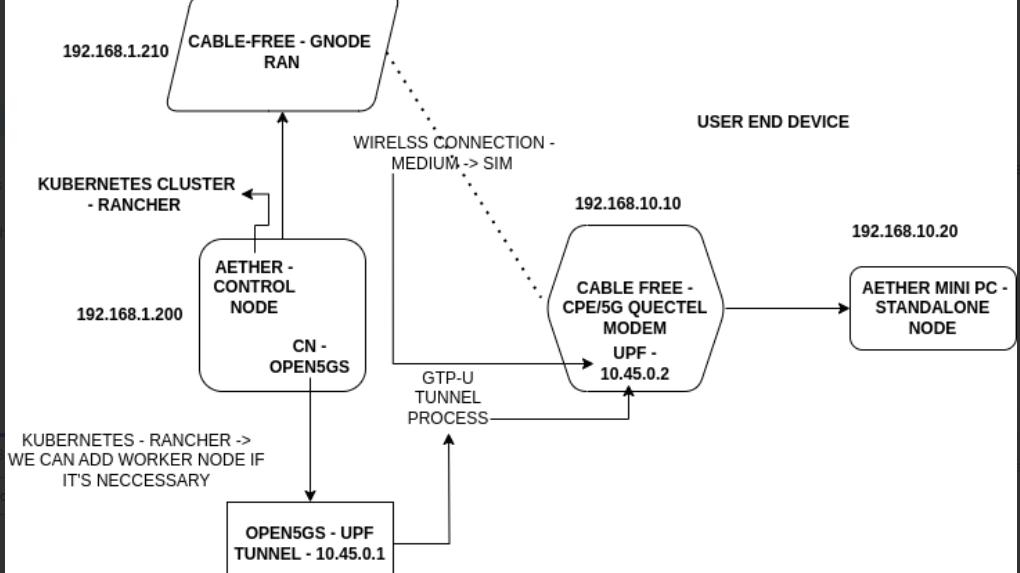 CABLE-FREE - GNODE
RAN
192.168.1.210
USER END DEVICE
WIRELSS CONNECTION -
MEDIUM -> SIM
KUBERNETES CLUSTER
- RANCHER
192.168.10.10
192.168.10.20
AETHER -
CONTROL
NODE
192.168.1.200
CN -
OPEN5GS
CABLE FREE -
CPE/5G QUECTEL
MODEM
UPF -
10.45.0.2
AETHER MINI PC -
STANDALONE
NODE
GTP-U
TUNNEL
PROCESS
KUBERNETES - RANCHER ->
WE CAN ADD WORKER NODE IF
IT'S NECCESSARY
OPEN5GS - UPF
TUNNEL - 10.45.0.1